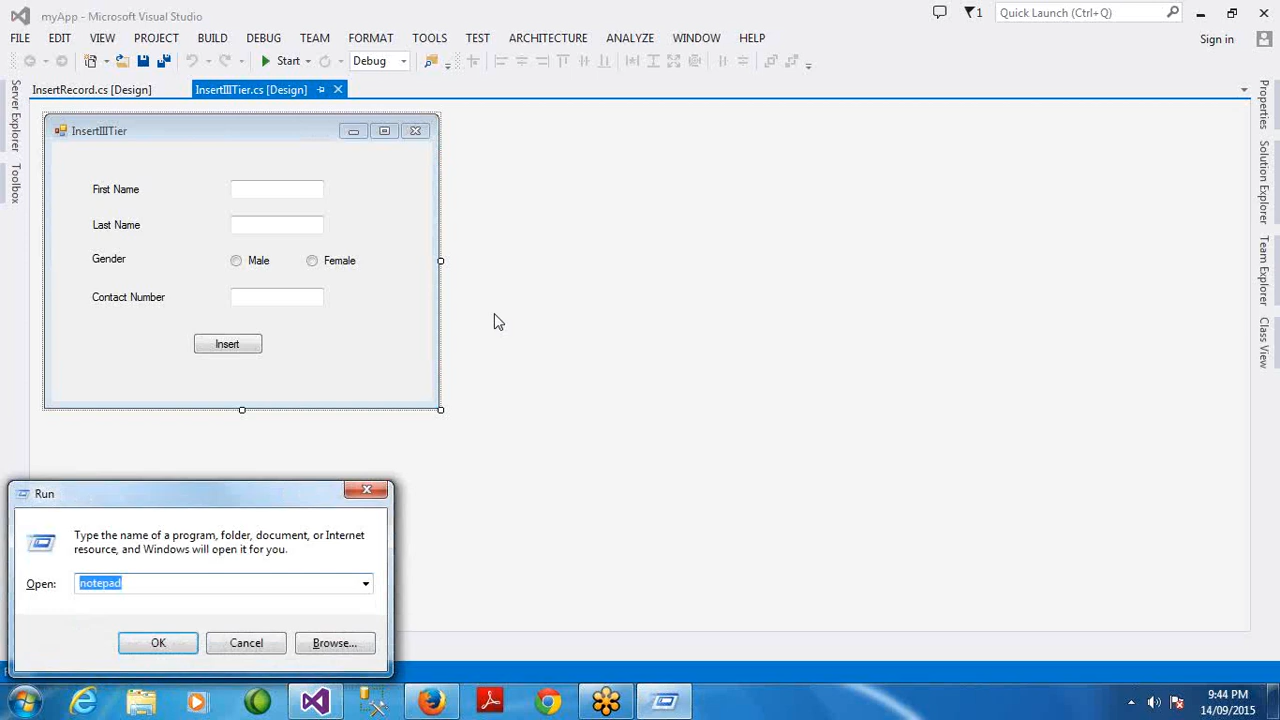 myApp - Microsoft Visual Studio
1
Quick Launch (Ctrl+Q)
FILE EDIT VIEW PROJECT BUILD DEBUG TEAM FORMAT TOOLS TEST ARCHITECTURE ANALYZE WINDOW HELP
Sign in
Start
Debug
InsertRecord.cs [Design]
InsertIIITier.cs [Design]
Server Explorer
Toolbox
InsertIIITier
First Name
Last Name
Gender
Male
Female
Contact Number
Insert
Properties
Solution Explorer
Team Explorer
Class View
Run
Type the name of a program, folder, document, or Internet
resource, and Windows will open it for you.
Open:
notepad
OK
Cancel
Browse...
9:44 PM
14/09/2015